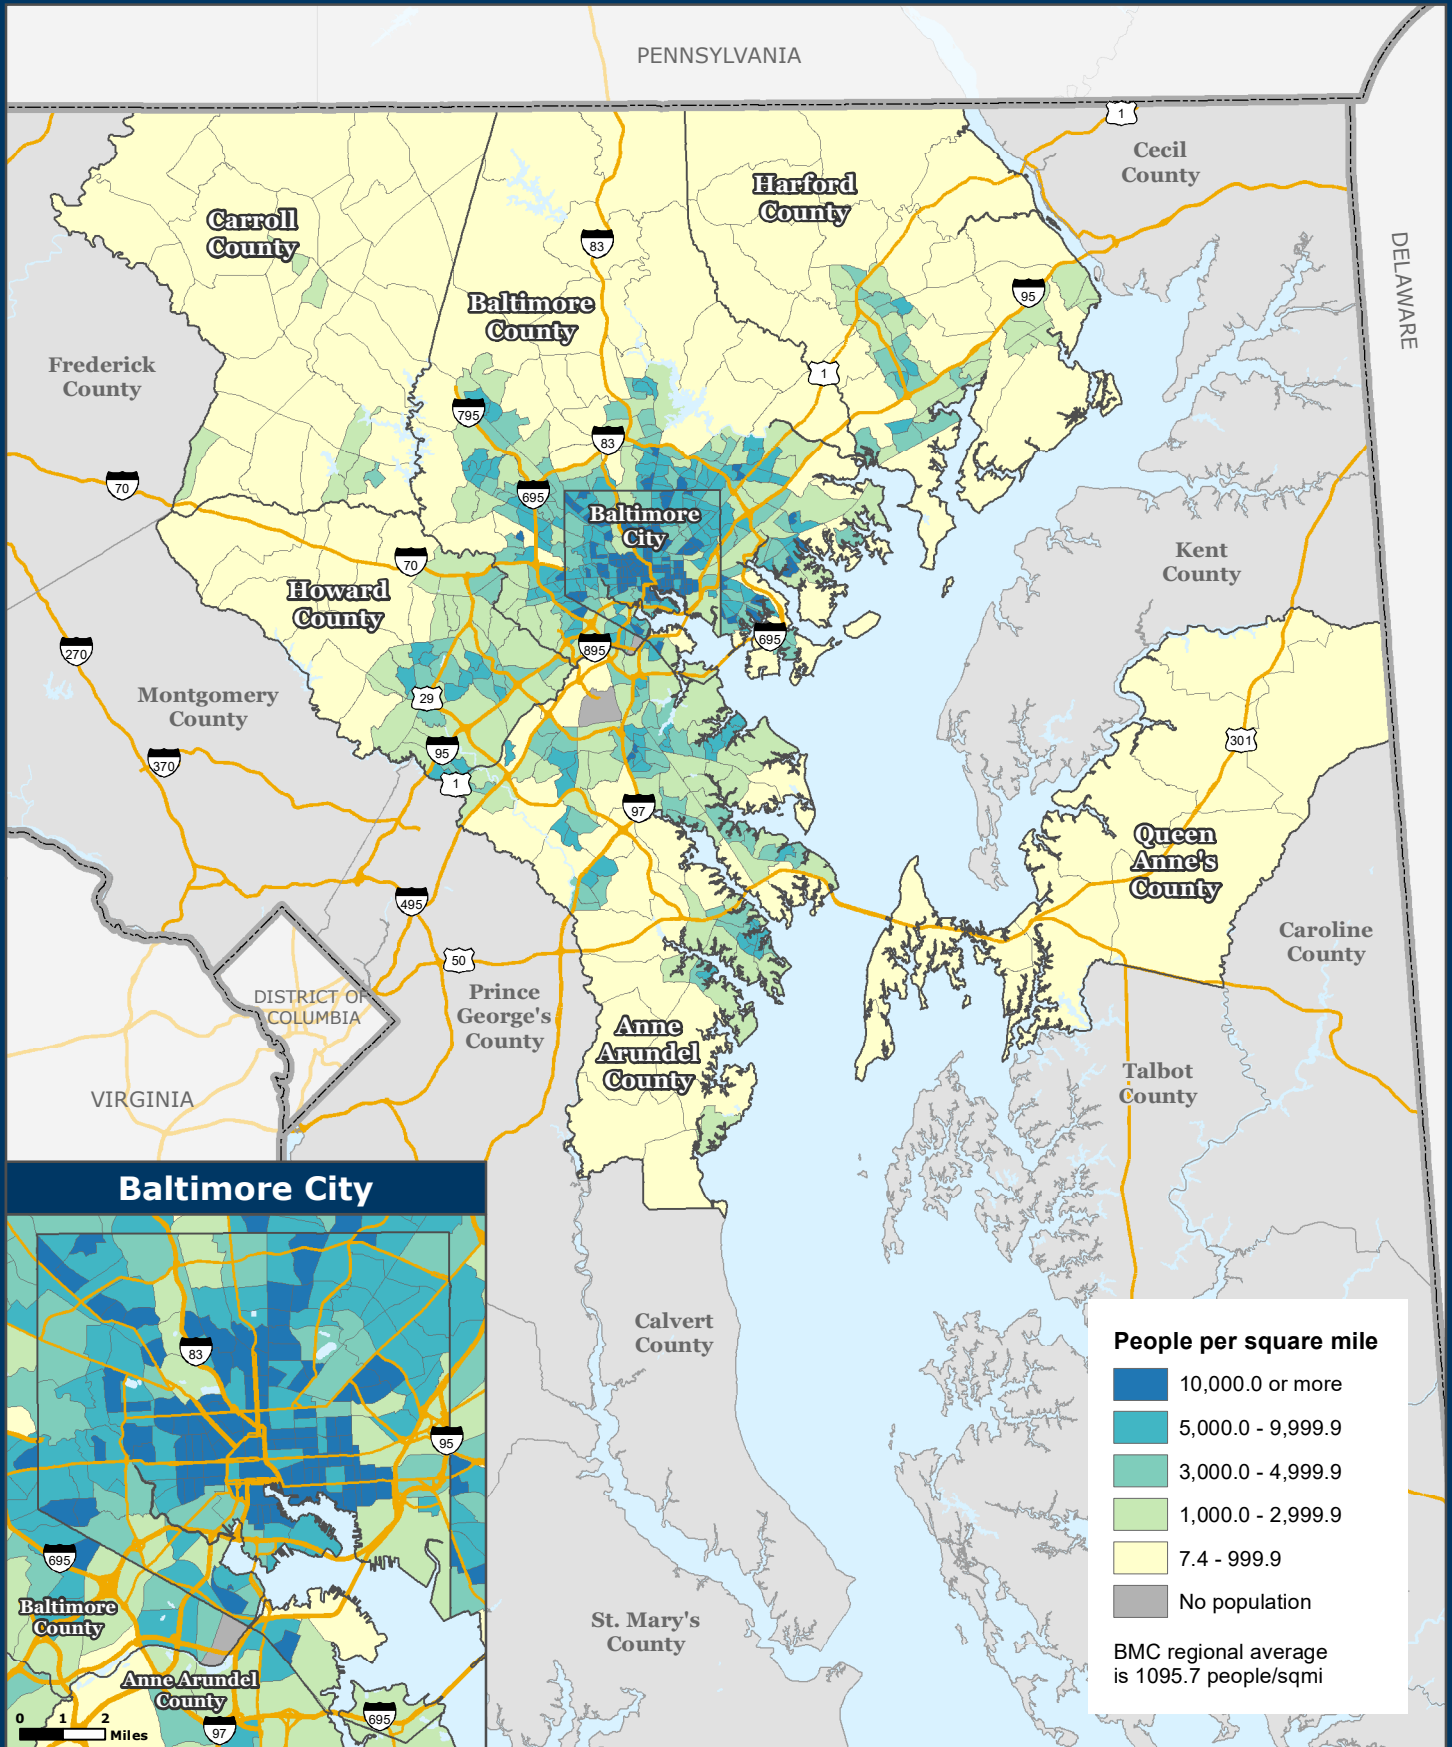 PENNSYLVANIA
1
Cecil
County
Harford
County
Carroll
County
83
DELAWARE
95
Baltimore
County
Frederick
County
1
795
83
70
695
Baltimore
City
Kent
County
70
Howard
County
270
895
695
Montgomery
County
29
301
95
370
1
97
Queen
Anne's
County
495
Caroline
County
50
DISTRICT OF
COLUMBIA
Prince
George's
County
Anne
Arundel
County
VIRGINIA
Talbot
County
Baltimore City
83
95
695
Baltimore
County
Anne Arundel
County
695
97
0 1 2
Miles
Calvert
County
St. Mary's
County
People per square mile
10,000.0 or more
5,000.0 - 9,999.9
3,000.0 - 4,999.9
1,000.0 - 2,999.9
7.4 - 999.9
No population
BMC regional average
is 1095.7 people/sqmi